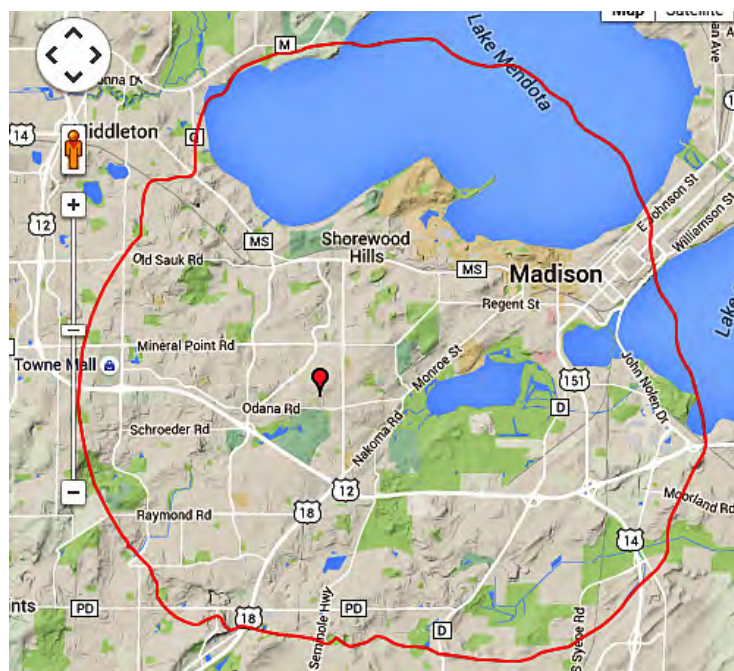 Map
Satellite
M
Lake Mendota
14
Middleton
Q
E Johnson St
Williamson St
12
MS
Shorewood
Hills
Old Sauk Rd
MS
Madison
Regent St
Mineral Point Rd
Monroe St
Towne Mall
John Nolen Dr
151
Odana Rd
D
Schroeder Rd
Nakoma Rd
12
Moorland Rd
18
Raymond Rd
14
PD
PD
18
D
Seminole Hwy
S Syene Rd